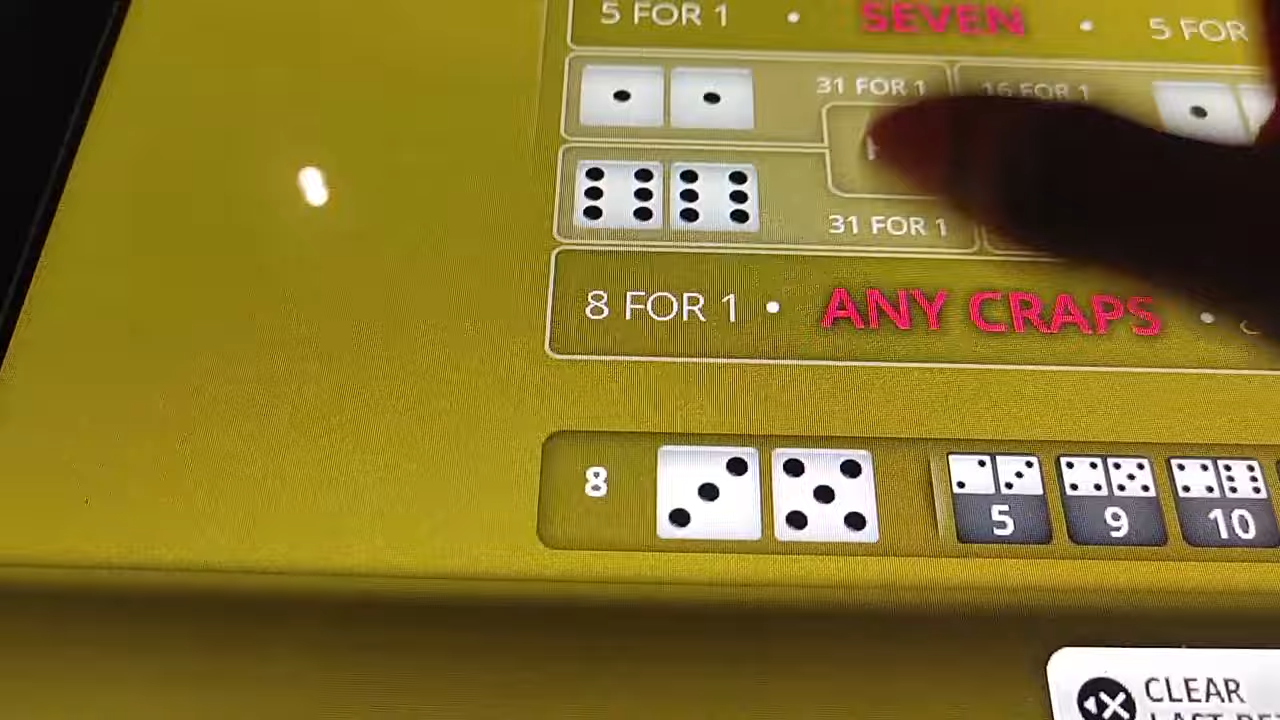 5 FOR 1 • SEVEN • 5 FOR
31 FOR 1 16 FOR 1
31 FOR 1
8 FOR 1 • ANY CRAPS •
8 5 9 10
CLEAR
LAST